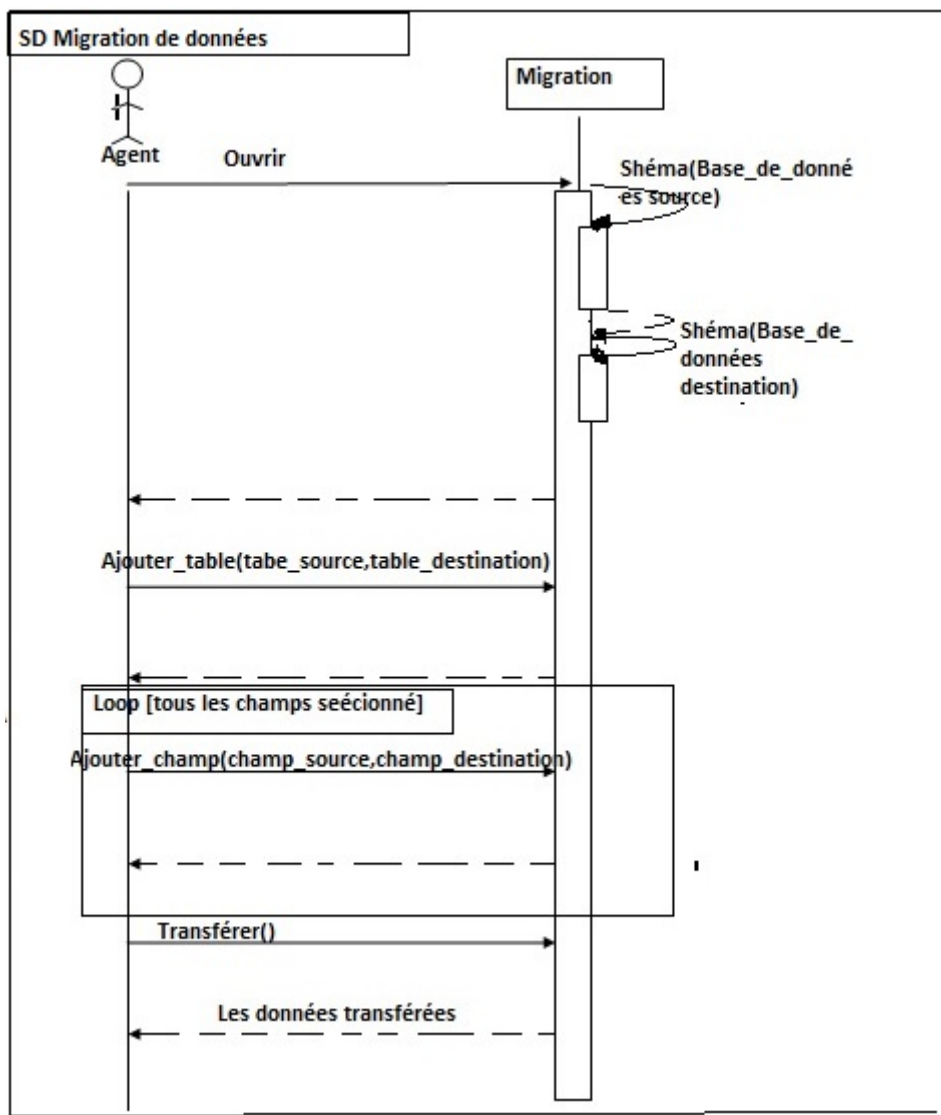 SD Migration de données
Migration
Agent
Ouvrir
Shéma(Base_de_donné
es source)
Shéma(Base_de_
données
destination)
Ajouter_table(tabe_source,table_destination)
Loop [tous les champs seécionné]
Ajouter_champ(champ_source,champ_destination)
Transférer()
Les données transférées